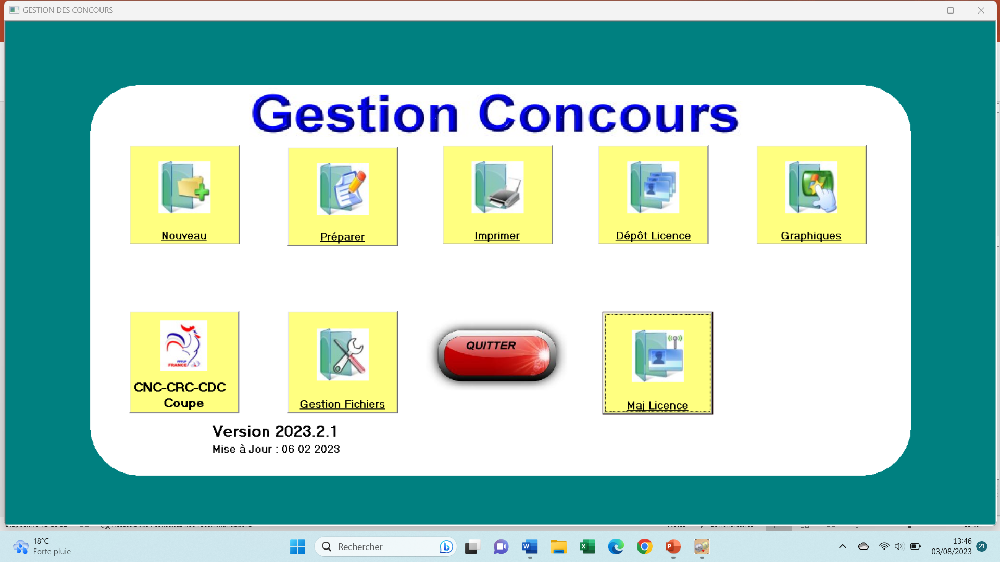 GESTION DES CONCOURS
Gestion Concours
Nouveau
Préparer
Imprimer
Dépôt Licence
Graphiques
FFPJP
FRANCE
CNC-CRC-CDC
Coupe
Gestion Fichiers
QUITTER
Maj Licence
Version 2023.2.1
Mise à Jour : 06 02 2023
18°C
Forte pluie
Rechercher
13:46
03/08/2023
21